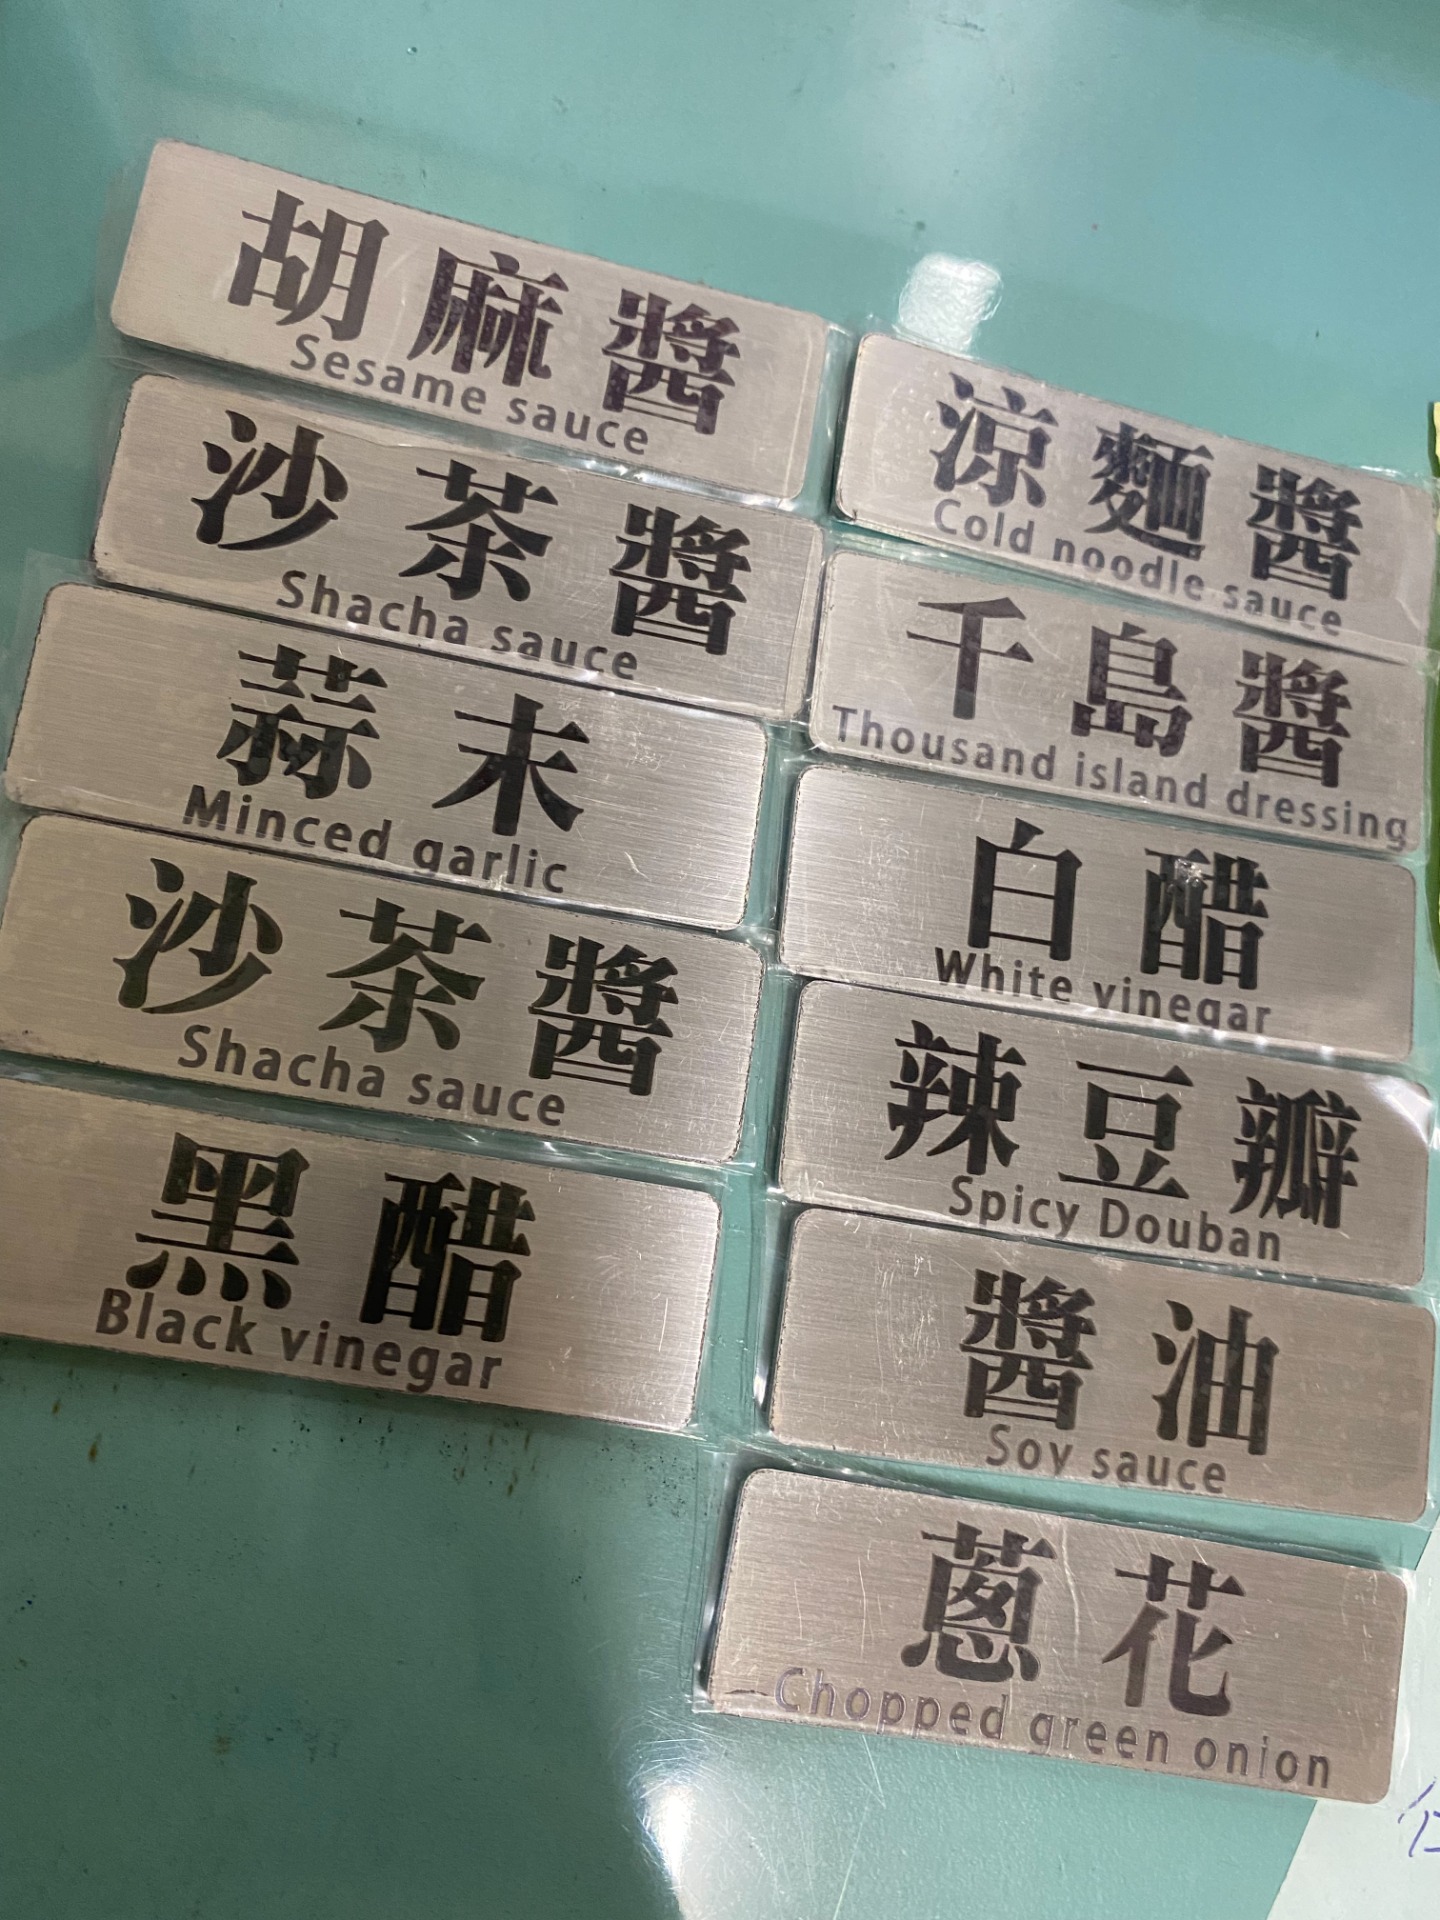 胡麻醬
Sesame sauce
沙茶醬
Shacha sauce
蒜末
Minced garlic
沙茶醬
Shacha sauce
黑醋
Black vinegar
涼麵醬
Cold noodle sauce
千島醬
Thousand island dressing
白醋
White vinegar
辣豆瓣
Spicy Douban
醬油
Soy sauce
蔥花
Chopped green onion